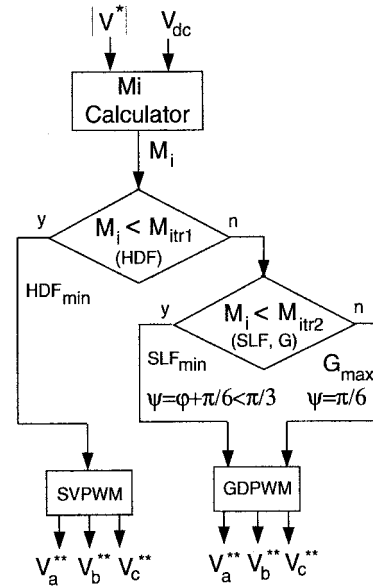 |V*| V_dc
Mi
Calculator
M_i
y n
M_i < M_itr1
(HDF)
HDF_min
y n
M_i < M_itr2
(SLF, G)
SLF_min G_max
ψ=φ+π/6<π/3 ψ=π/6
SVPWM GDPWM
V_a** V_b** V_c** V_a** V_b** V_c**